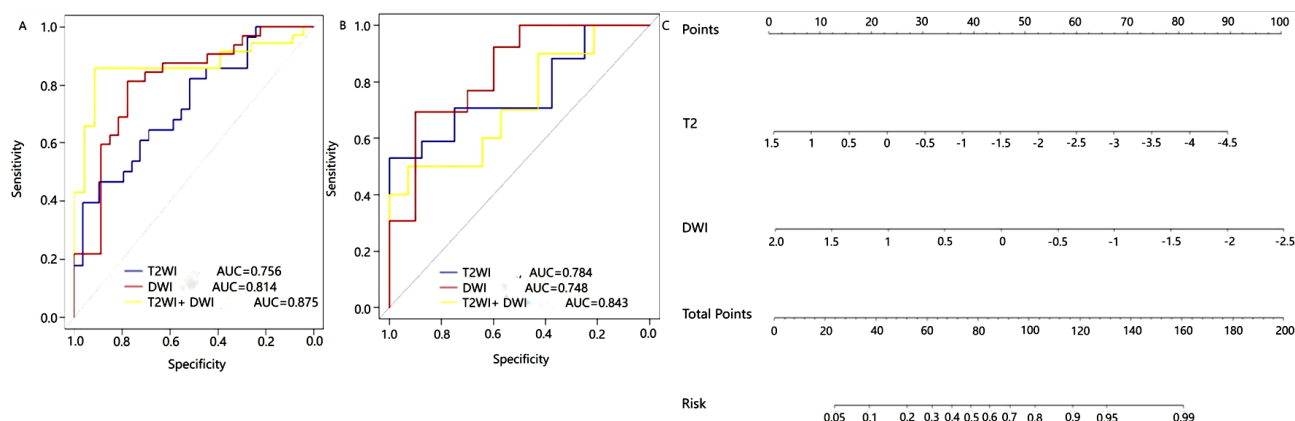 A
1.0
0.8
0.6
0.4
0.2
0.0
Sensitivity
T2WI AUC=0.756
DWI AUC=0.814
T2WI+ DWI AUC=0.875
1.0 0.8 0.6 0.4 0.2 0.0
Specificity
B
1.0
0.8
0.6
0.4
0.2
0.0
Sensitivity
T2WI , AUC=0.784
DWI AUC=0.748
T2WI+ DWI AUC=0.843
1.0 0.8 0.6 0.4 0.2 0.0
Specificity
C
Points 0 10 20 30 40 50 60 70 80 90 100
T2
1.5 1 0.5 0 -0.5 -1 -1.5 -2 -2.5 -3 -3.5 -4 -4.5
DWI
2.0 1.5 1 0.5 0 -0.5 -1 -1.5 -2 -2.5
Total Points
0 20 40 60 80 100 120 140 160 180 200
Risk
0.05 0.1 0.2 0.3 0.4 0.5 0.6 0.7 0.8 0.9 0.95 0.99